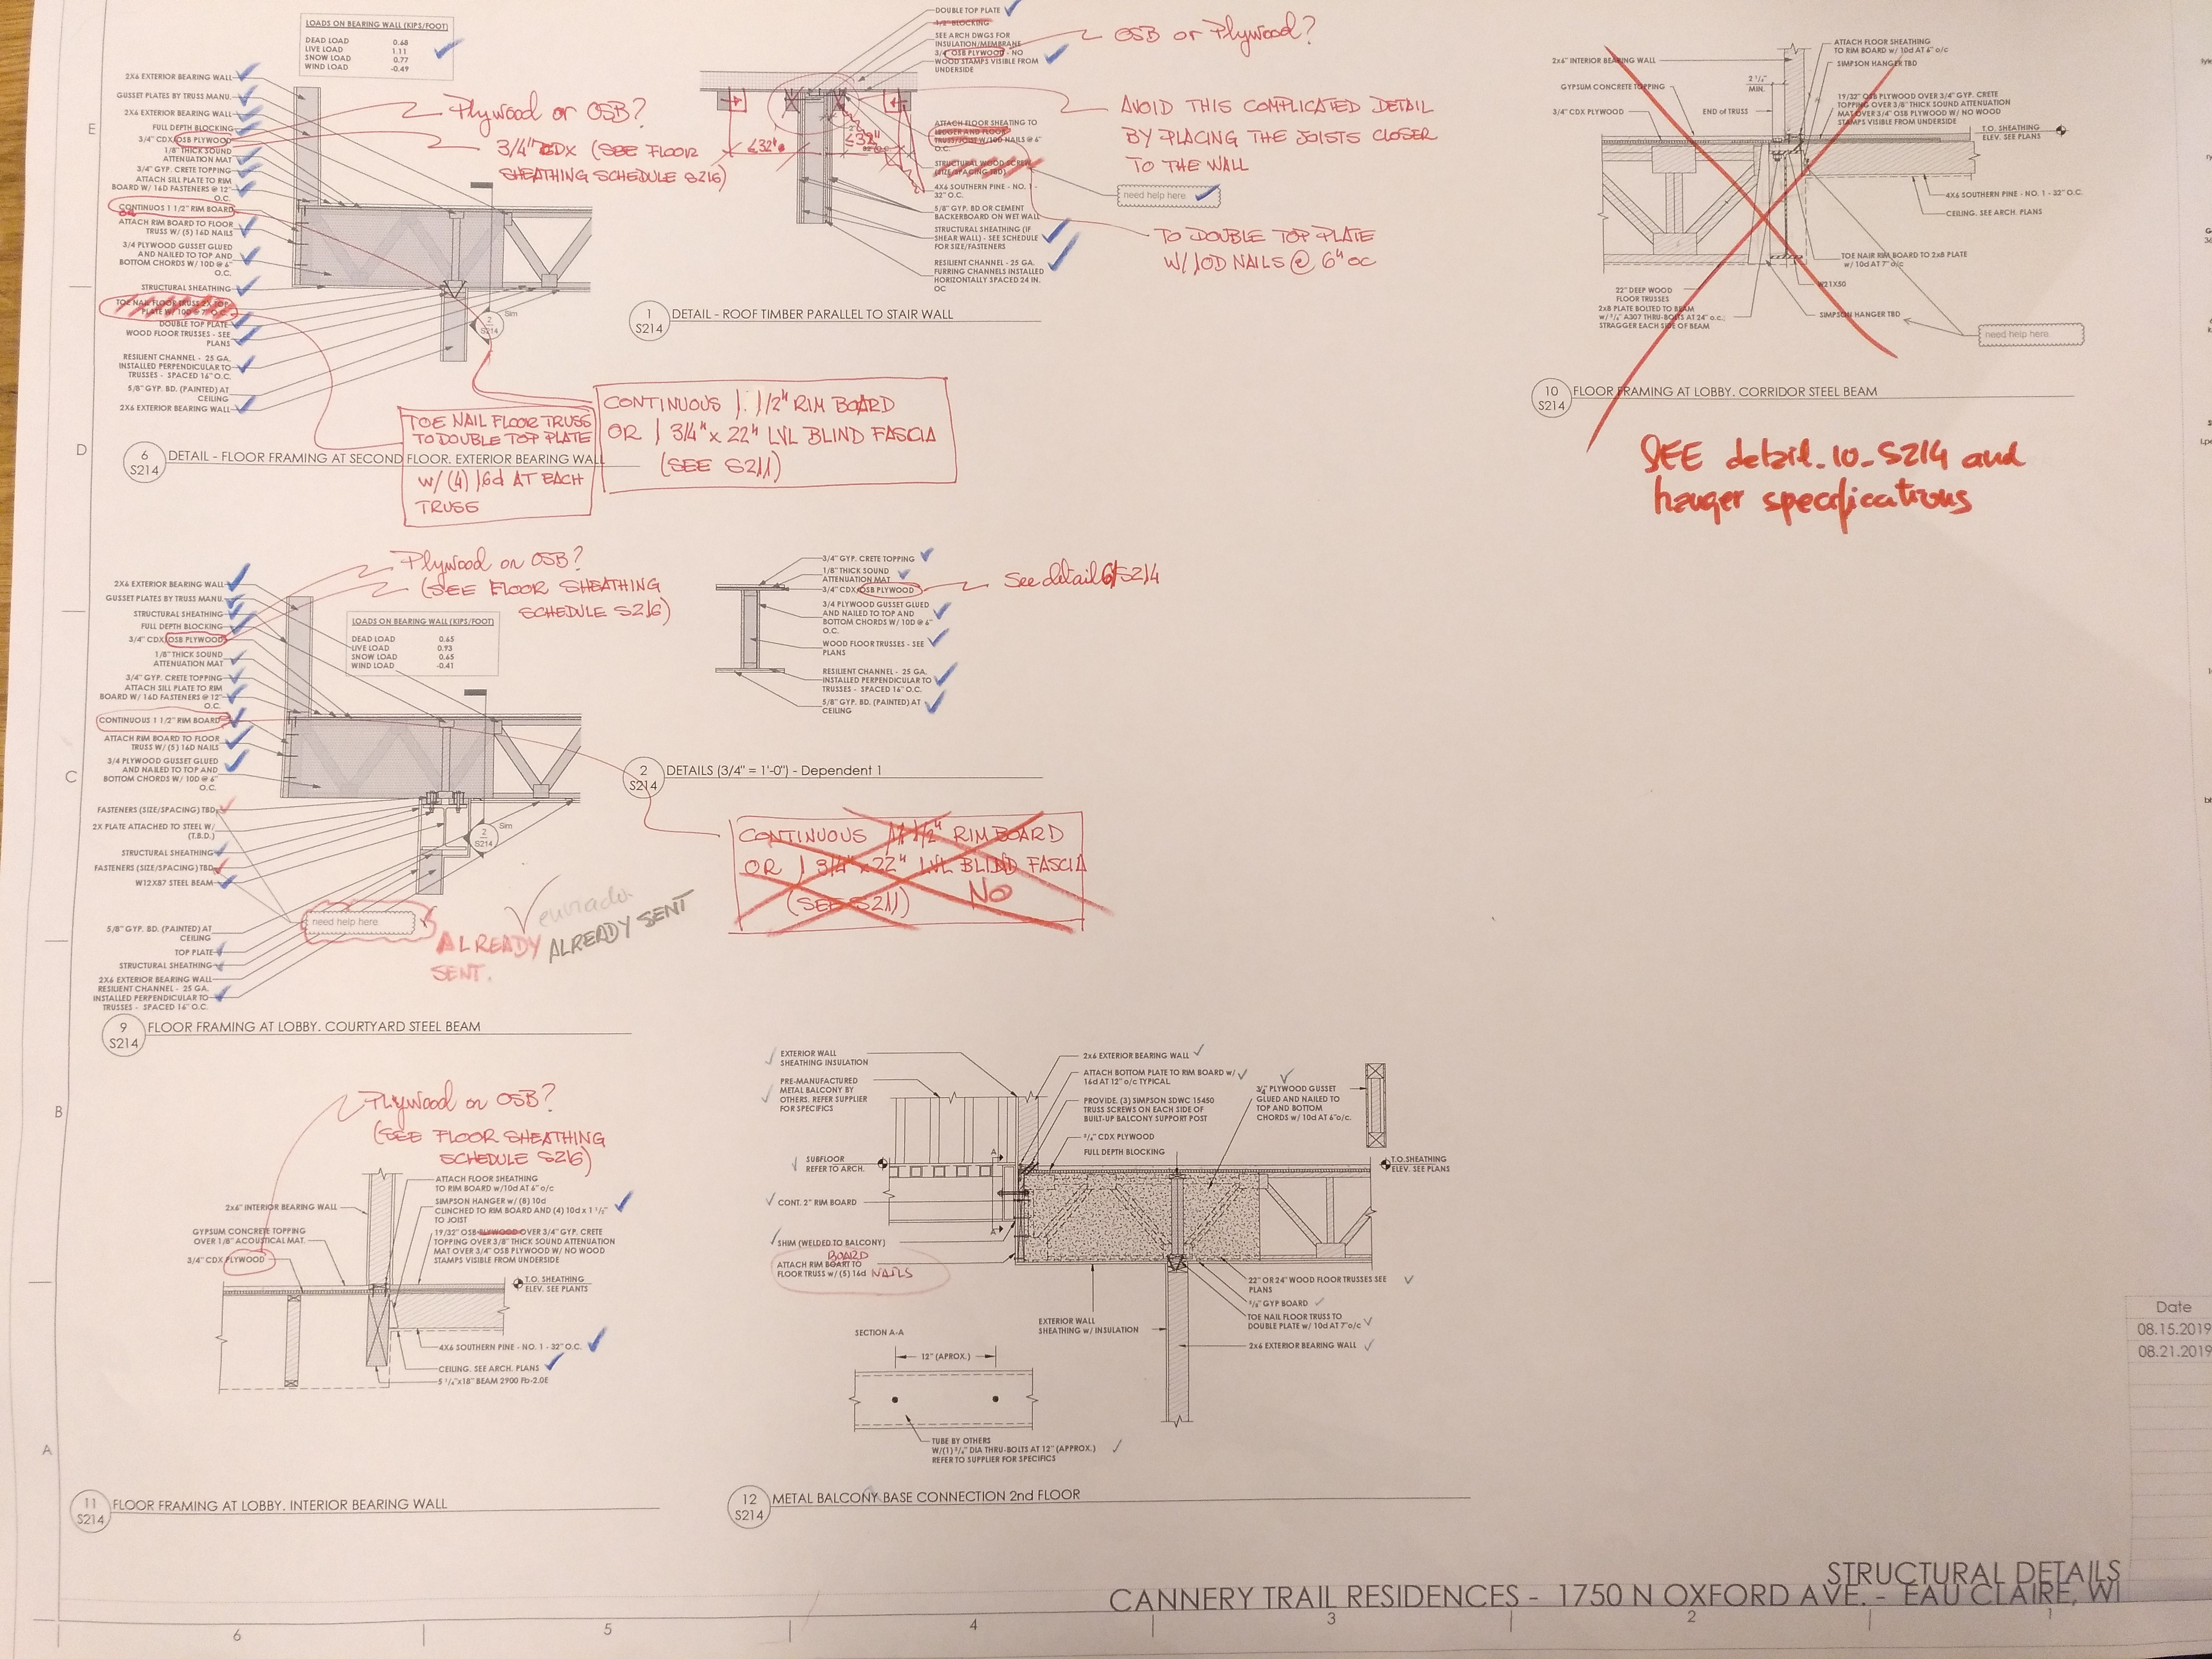 LOADS ON BEARING WALL (KIPS/FOOT)
DEAD LOAD 0.68
LIVE LOAD 1.11
SNOW LOAD 0.77
WIND LOAD -0.49
2X6 EXTERIOR BEARING WALL
GUSSET PLATES BY TRUSS MANU.
2X6 EXTERIOR BEARING WALL
FULL DEPTH BLOCKING
3/4" CDX OSB PLYWOOD
1/8" THICK SOUND
ATTENUATION MAT
3/4" GYP. CRETE TOPPING
ATTACH SILL PLATE TO RIM
BOARD W/ 16D FASTENERS @ 12"
O.C.
CONTINUOS 1 1/2" RIM BOARD
OR
ATTACH RIM BOARD TO FLOOR
TRUSS W/ (5) 16D NAILS
3/4 PLYWOOD GUSSET GLUED
AND NAILED TO TOP AND
BOTTOM CHORDS W/ 10D @ 6"
O.C.
STRUCTURAL SHEATHING
TOE NAIL FLOOR TRUSS 2X TOP
PLATE W/ 10D @ 7" O.C.
DOUBLE TOP PLATE
WOOD FLOOR TRUSSES - SEE
PLANS
RESILIENT CHANNEL - 25 GA.
INSTALLED PERPENDICULAR TO
TRUSSES - SPACED 16" O.C.
5/8" GYP. BD. (PAINTED) AT
CEILING
2X6 EXTERIOR BEARING WALL
Plywood or OSB?
3/4" CDX (SEE FLOOR
SHEATHING SCHEDULE S216)
2
S214
Sim
TOE NAIL FLOOR TRUSS
TO DOUBLE TOP PLATE
W/ (4) 16d AT EACH
TRUSS
CONTINUOUS 1 1/2" RIM BOARD
OR 1 3/4" x 22" LVL BLIND FASCIA
(SEE S211)
6
S214
DETAIL - FLOOR FRAMING AT SECOND FLOOR. EXTERIOR BEARING WALL
DOUBLE TOP PLATE
1/2" BLOCKING
SEE ARCH DWGS FOR
INSULATION/MEMBRANE
3/4" OSB PLYWOOD - NO
WOOD STAMPS VISIBLE FROM
UNDERSIDE
OSB or Plywood?
≤32"
≤32"
AVOID THIS COMPLICATED DETAIL
BY PLACING THE JOISTS CLOSER
TO THE WALL
ATTACH FLOOR SHEATING TO
LEDGER AND FLOOR
TRUSS/JOIST W/10D NAILS @ 6"
O.C.
STRUCTURAL WOOD SCREW
(SIZE/SPACING TBD)
4X6 SOUTHERN PINE - NO. 1 -
32" O.C.
5/8" GYP. BD OR CEMENT
BACKERBOARD ON WET WALL
STRUCTURAL SHEATHING (IF
SHEAR WALL) - SEE SCHEDULE
FOR SIZE/FASTENERS
RESILIENT CHANNEL - 25 GA.
FURRING CHANNELS INSTALLED
HORIZONTALLY SPACED 24 IN.
OC
need help here.
TO DOUBLE TOP PLATE
W/10D NAILS @ 6" OC
1
S214
DETAIL - ROOF TIMBER PARALLEL TO STAIR WALL
2x6" INTERIOR BEARING WALL
GYPSUM CONCRETE TOPPING
3/4" CDX PLYWOOD
2 1/2"
MIN.
END of TRUSS
ATTACH FLOOR SHEATHING
TO RIM BOARD w/ 10d AT 6" o/c
SIMPSON HANGER TBD
19/32" OSB PLYWOOD OVER 3/4" GYP. CRETE
TOPPING OVER 3/8" THICK SOUND ATTENUATION
MAT OVER 3/4" OSB PLYWOOD W/ NO WOOD
STAMPS VISIBLE FROM UNDERSIDE
T.O. SHEATHING
ELEV. SEE PLANS
4X6 SOUTHERN PINE - NO. 1 - 32" O.C.
CEILING. SEE ARCH. PLANS
TOE NAIR RIM BOARD TO 2x8 PLATE
w/ 10d AT 7" o/c
W21X50
22" DEEP WOOD
FLOOR TRUSSES
2x8 PLATE BOLTED TO BEAM
w/ 3/4" A307 THRU-BOLTS AT 24" o.c.;
STRAGGER EACH SIDE OF BEAM
SIMPSON HANGER TBD
need help here.
10
S214
FLOOR FRAMING AT LOBBY. CORRIDOR STEEL BEAM
SEE detail-10-S214 and
hanger specifications
2X6 EXTERIOR BEARING WALL
GUSSET PLATES BY TRUSS MANU.
STRUCTURAL SHEATHING
FULL DEPTH BLOCKING
3/4" CDX OSB PLYWOOD
1/8" THICK SOUND
ATTENUATION MAT
3/4" GYP. CRETE TOPPING
ATTACH SILL PLATE TO RIM
BOARD W/ 16D FASTENERS @ 12"
O.C.
CONTINUOUS 1 1/2" RIM BOARD
ATTACH RIM BOARD TO FLOOR
TRUSS W/ (5) 16D NAILS
3/4 PLYWOOD GUSSET GLUED
AND NAILED TO TOP AND
BOTTOM CHORDS W/ 10D @ 6"
O.C.
FASTENERS (SIZE/SPACING) TBD
2X PLATE ATTACHED TO STEEL W/
(T.B.D.)
STRUCTURAL SHEATHING
FASTENERS (SIZE/SPACING) TBD
W12X87 STEEL BEAM
5/8" GYP. BD. (PAINTED) AT
CEILING
TOP PLATE
STRUCTURAL SHEATHING
2X6 EXTERIOR BEARING WALL
RESILIENT CHANNEL - 25 GA.
INSTALLED PERPENDICULAR TO
TRUSSES - SPACED 16" O.C.
Plywood or OSB?
(SEE FLOOR SHEATHING
SCHEDULE S216)
LOADS ON BEARING WALL (KIPS/FOOT)
DEAD LOAD 0.65
LIVE LOAD 0.93
SNOW LOAD 0.65
WIND LOAD -0.41
2
S214
Sim
need help here.
enviado
ALREADY SENT
ALREADY
SENT.
9
S214
FLOOR FRAMING AT LOBBY. COURTYARD STEEL BEAM
3/4" GYP. CRETE TOPPING
1/8" THICK SOUND
ATTENUATION MAT
3/4" CDX OSB PLYWOOD
3/4 PLYWOOD GUSSET GLUED
AND NAILED TO TOP AND
BOTTOM CHORDS W/ 10D @ 6"
O.C.
WOOD FLOOR TRUSSES - SEE
PLANS
RESILIENT CHANNEL - 25 GA.
INSTALLED PERPENDICULAR TO
TRUSSES - SPACED 16" O.C.
5/8" GYP. BD. (PAINTED) AT
CEILING
See detail 6/S214
2
S214
DETAILS (3/4" = 1'-0") - Dependent 1
CONTINUOUS 1 1/2" RIM BOARD
OR 1 3/4" x 22" LVL BLIND FASCIA
(SEE S211)
NO
Plywood or OSB?
(SEE FLOOR SHEATHING
SCHEDULE S216)
2x6" INTERIOR BEARING WALL
GYPSUM CONCRETE TOPPING
OVER 1/8" ACOUSTICAL MAT.
3/4" CDX PLYWOOD
ATTACH FLOOR SHEATHING
TO RIM BOARD w/10d AT 6" o/c
SIMPSON HANGER w/ (8) 10d
CLINCHED TO RIM BOARD AND (4) 10d x 1 1/2"
TO JOIST
19/32" OSB PLYWOOD OVER 3/4" GYP. CRETE
TOPPING OVER 3/8" THICK SOUND ATTENUATION
MAT OVER 3/4" OSB PLYWOOD W/ NO WOOD
STAMPS VISIBLE FROM UNDERSIDE
T.O. SHEATHING
ELEV. SEE PLANTS
4X6 SOUTHERN PINE - NO. 1 - 32" O.C.
CEILING. SEE ARCH. PLANS
5 1/4"x18" BEAM 2900 Fb-2.0E
11
S214
FLOOR FRAMING AT LOBBY. INTERIOR BEARING WALL
EXTERIOR WALL
SHEATHING INSULATION
PRE-MANUFACTURED
METAL BALCONY BY
OTHERS. REFER SUPPLIER
FOR SPECIFICS
SUBFLOOR
REFER TO ARCH.
CONT. 2" RIM BOARD
SHIM (WELDED TO BALCONY)
BOARD
ATTACH RIM BOART TO
FLOOR TRUSS w/ (5) 16d NAILS
A
A
2x6 EXTERIOR BEARING WALL
ATTACH BOTTOM PLATE TO RIM BOARD w/
16d AT 12" o/c TYPICAL
PROVIDE. (3) SIMPSON SDWC 15450
TRUSS SCREWS ON EACH SIDE OF
BUILT-UP BALCONY SUPPORT POST
3/4" CDX PLYWOOD
FULL DEPTH BLOCKING
3/4" PLYWOOD GUSSET
GLUED AND NAILED TO
TOP AND BOTTOM
CHORDS w/ 10d AT 6"o/c.
T.O.SHEATHING
ELEV. SEE PLANS
22" OR 24" WOOD FLOOR TRUSSES SEE
PLANS
5/8" GYP BOARD
TOE NAIL FLOOR TRUSS TO
DOUBLE PLATE w/ 10d AT 7"o/c
2x6 EXTERIOR BEARING WALL
EXTERIOR WALL
SHEATHING w/ INSULATION
SECTION A-A
12" (APROX.)
TUBE BY OTHERS
W/(1) 3/4" DIA THRU-BOLTS AT 12" (APPROX.)
REFER TO SUPPLIER FOR SPECIFICS
12
S214
METAL BALCONY BASE CONNECTION 2nd FLOOR
Date
08.15.2019
08.21.2019
STRUCTURAL DETAILS
CANNERY TRAIL RESIDENCES - 1750 N OXFORD AVE. - EAU CLAIRE, WI
E
D
C
B
A
6
5
4
3
2
1